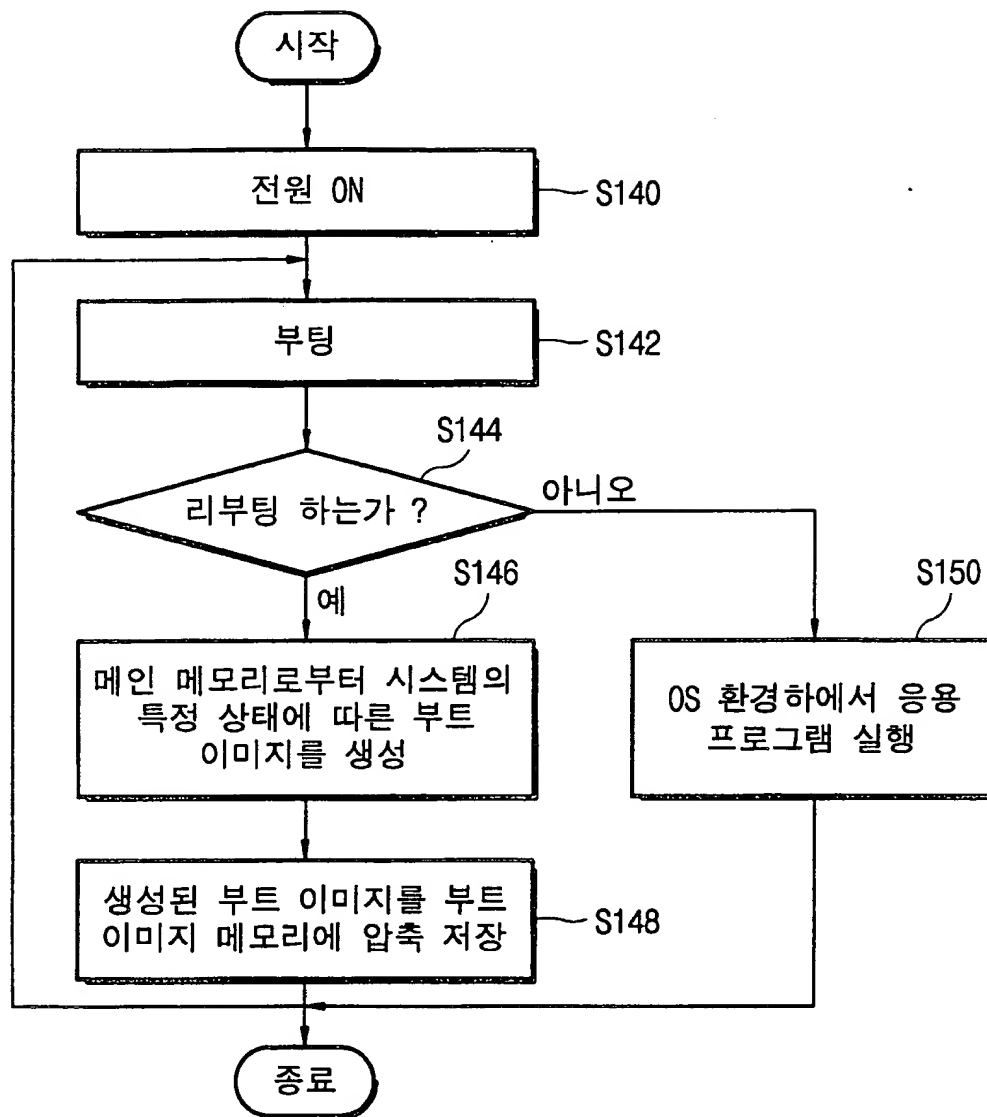 시작
전원 ON
S140
부팅
S142
S144
리부팅 하는가 ?
아니오
예
S146
메인 메모리로부터 시스템의
특정 상태에 따른 부트
이미지를 생성
S150
OS 환경하에서 응용
프로그램 실행
생성된 부트 이미지를 부트
이미지 메모리에 압축 저장
S148
종료